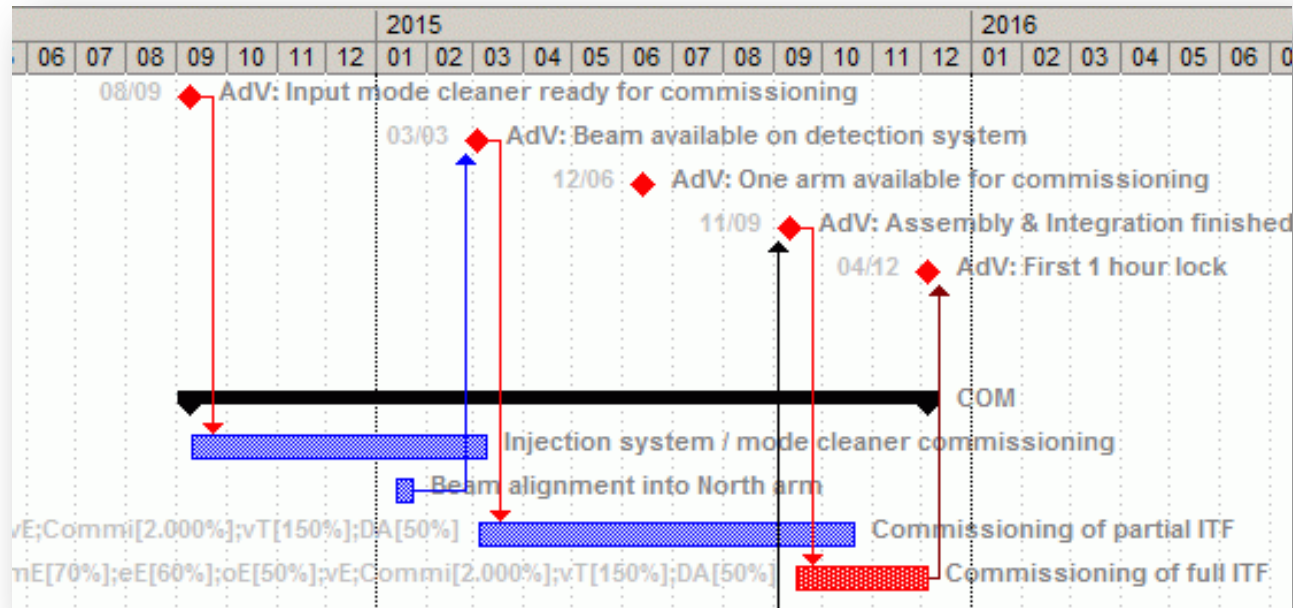 2015 2016
06 07 08 09 10 11 12 01 02 03 04 05 06 07 08 09 10 11 12 01 02 03 04 05 06
08/09 AdV: Input mode cleaner ready for commissioning
03/03 AdV: Beam available on detection system
12/06 AdV: One arm available for commissioning
11/09 AdV: Assembly & Integration finished
04/12 AdV: First 1 hour lock
COM
Injection system / mode cleaner commissioning
Beam alignment into North arm
vE;Commi[2.000%];vT[150%];DA[50%] Commissioning of partial ITF
mE[70%];eE[60%];oE[50%];vE;Commi[2.000%];vT[150%];DA[50%] Commissioning of full ITF